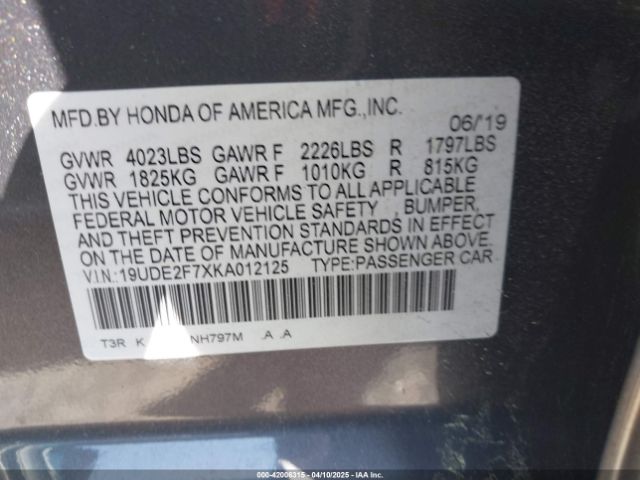 MFD.BY HONDA OF AMERICA MFG.,INC.
06/'19
GVWR 4023LBS GAWR F 2226LBS R 1797LBS
GVWR 1825KG GAWR F 1010KG R 815KG
THIS VEHICLE CONFORMS TO ALL APPLICABLE
FEDERAL MOTOR VEHICLE SAFETY , BUMPER,
AND THEFT PREVENTION STANDARDS IN EFFECT
ON THE DATE OF MANUFACTURE SHOWN ABOVE.
V.I.N:19UDE2F7XKA012125 TYPE:PASSENGER CAR
T3R K NH797M .A .A
000-42006315 - 04/10/2025 - IAA Inc.